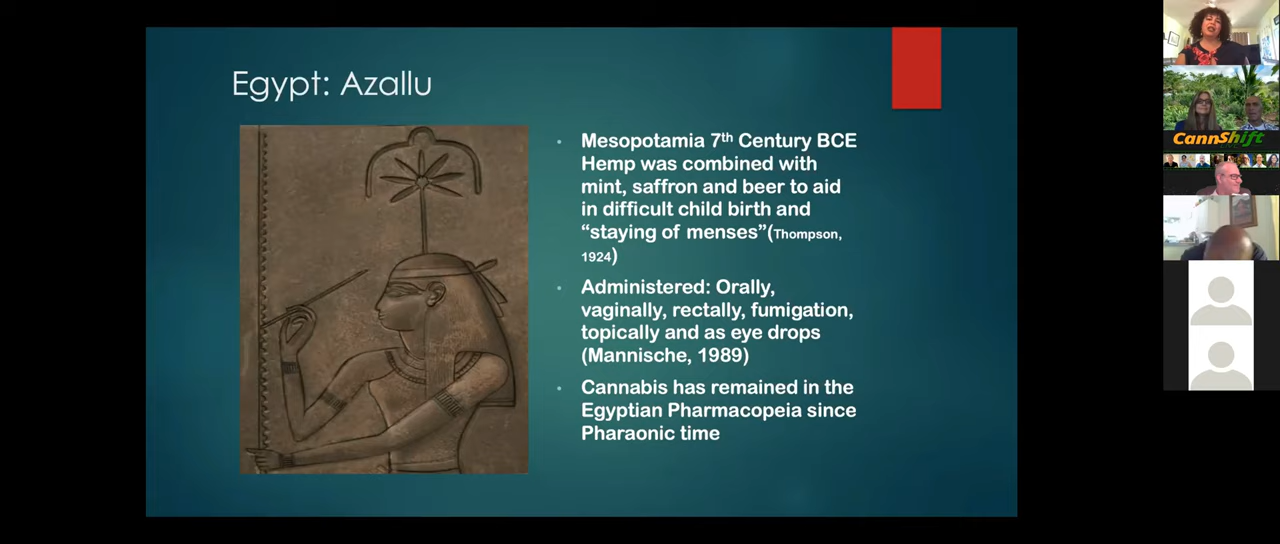 Egypt: Azallu
• Mesopotamia 7th Century BCE
Hemp was combined with
mint, saffron and beer to aid
in difficult child birth and
“staying of menses”(Thompson,
1924)
• Administered: Orally,
vaginally, rectally, fumigation,
topically and as eye drops
(Mannische, 1989)
• Cannabis has remained in the
Egyptian Pharmacopeia since
Pharaonic time
CannShift